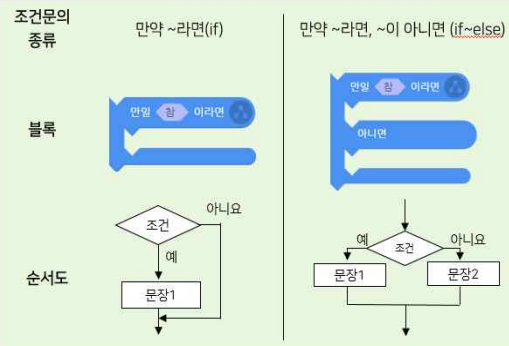 조건문의
종류
만약 ~라면(if)
만약 ~라면, ~이 아니면 (if~else)
블록
만일 참 이라면
만일 참 이라면
아니면
순서도
조건
아니요
예
문장1
예
조건
아니요
문장1
문장2